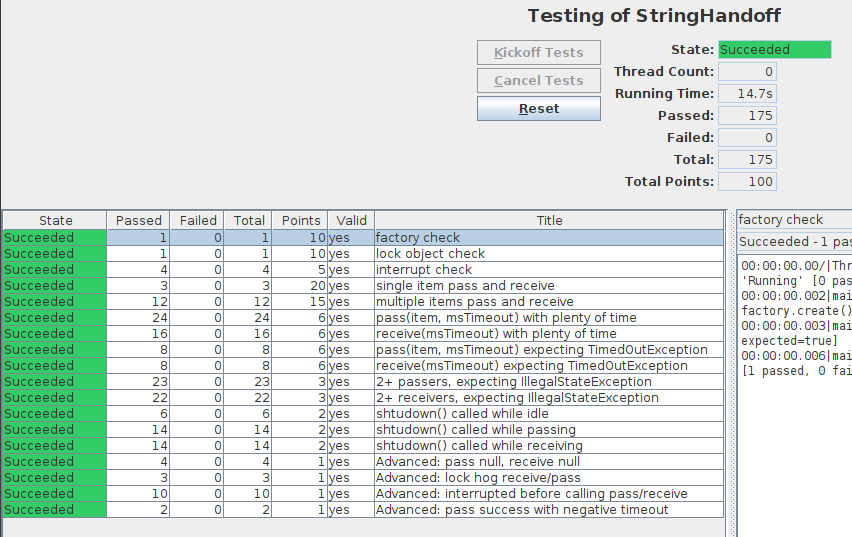 Testing of StringHandoff
Kickoff Tests
Cancel Tests
Reset
State: Succeeded
Thread Count: 0
Running Time: 14.7s
Passed: 175
Failed: 0
Total: 175
Total Points: 100
State Passed Failed Total Points Valid Title
Succeeded 1 0 1 10 yes factory check
Succeeded 1 0 1 10 yes lock object check
Succeeded 4 0 4 5 yes interrupt check
Succeeded 3 0 3 20 yes single item pass and receive
Succeeded 12 0 12 15 yes multiple items pass and receive
Succeeded 24 0 24 6 yes pass(item, msTimeout) with plenty of time
Succeeded 16 0 16 6 yes receive(msTimeout) with plenty of time
Succeeded 8 0 8 6 yes pass(item, msTimeout) expecting TimedOutException
Succeeded 8 0 8 6 yes receive(msTimeout) expecting TimedOutException
Succeeded 23 0 23 3 yes 2+ passers, expecting IllegalStateException
Succeeded 22 0 22 3 yes 2+ receivers, expecting IllegalStateException
Succeeded 6 0 6 2 yes shtudown() called while idle
Succeeded 14 0 14 2 yes shtudown() called while passing
Succeeded 14 0 14 2 yes shtudown() called while receiving
Succeeded 4 0 4 1 yes Advanced: pass null, receive null
Succeeded 3 0 3 1 yes Advanced: lock hog receive/pass
Succeeded 10 0 10 1 yes Advanced: interrupted before calling pass/receive
Succeeded 2 0 2 1 yes Advanced: pass success with negative timeout
factory check
Succeeded - 1 pas
00:00:00.00/|Thr
'Running' [0 pas
00:00:00.002|mai
factory.create()
00:00:00.003|mai
expected=true]
00:00:00.006|mai
[1 passed, 0 fai